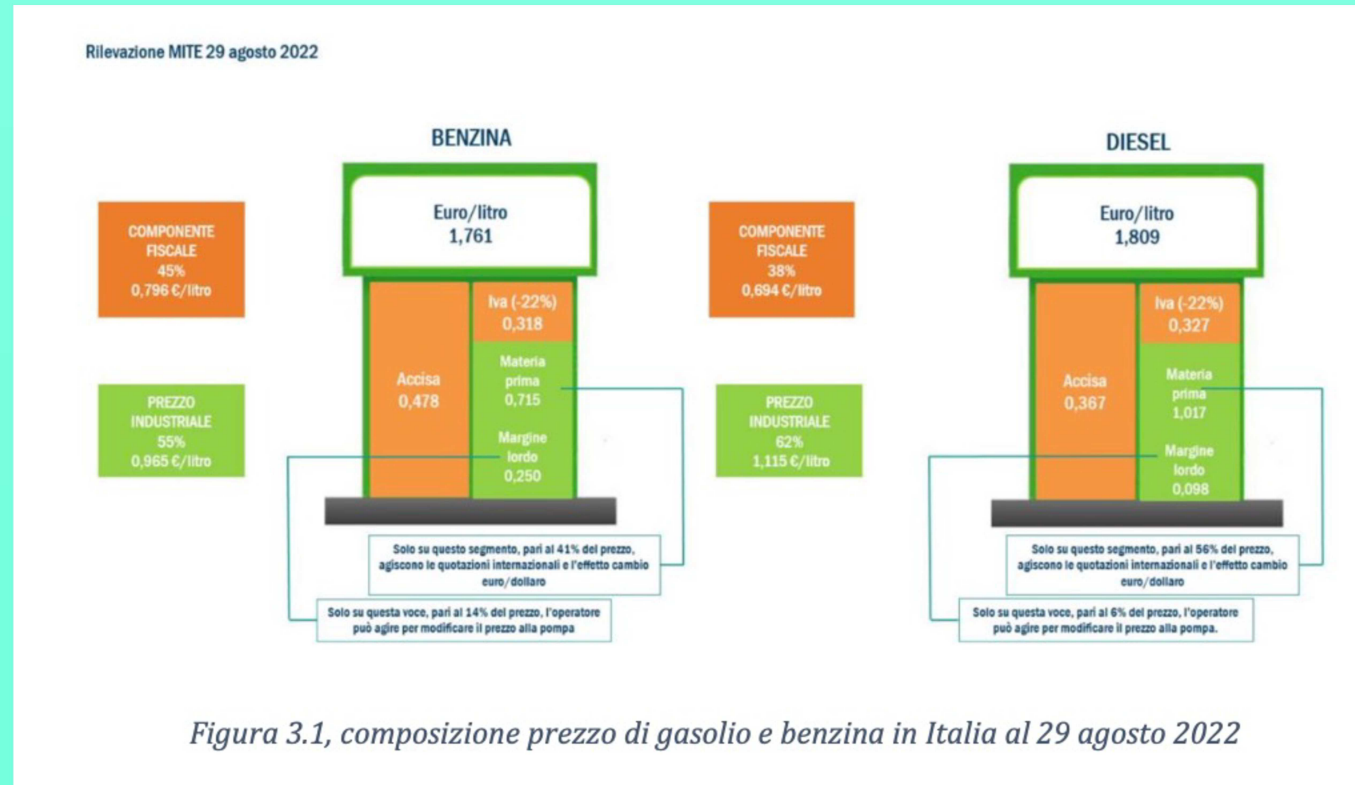 Rilevazione MITE 29 agosto 2022
BENZINA
COMPONENTE
FISCALE
45%
0,796 €/litro
PREZZO
INDUSTRIALE
55%
0,965 €/litro
Euro/litro
1,761
Accisa
0,478
Iva (-22%)
0,318
Materia
prima
0,715
Margine
lordo
0,250
Solo su questo segmento, pari al 41% del prezzo,
agiscono le quotazioni internazionali e l'effetto cambio
euro/dollaro
Solo su questa voce, pari al 14% del prezzo, l'operatore
può agire per modificare il prezzo alla pompa
DIESEL
COMPONENTE
FISCALE
38%
0,694 €/litro
PREZZO
INDUSTRIALE
62%
1,115 €/litro
Euro/litro
1,809
Accisa
0,367
Iva (-22%)
0,327
Materia
prima
1,017
Margine
lordo
0,098
Solo su questo segmento, pari al 56% del prezzo,
agiscono le quotazioni internazionali e l'effetto cambio
euro/dollaro
Solo su questa voce, pari al 6% del prezzo, l'operatore
può agire per modificare il prezzo alla pompa.
Figura 3.1, composizione prezzo di gasolio e benzina in Italia al 29 agosto 2022